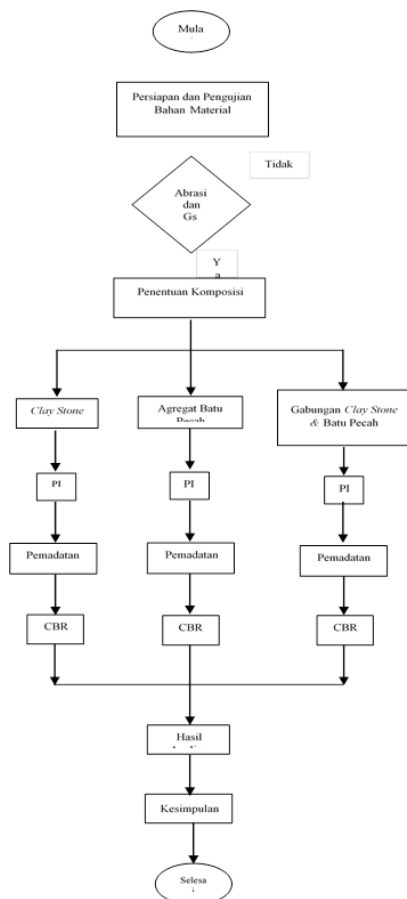 Mula
i
Persiapan dan Pengujian
Bahan Material
Tidak
Abrasi
dan
Gs
Y
a
Penentuan Komposisi
Clay Stone
Agregat Batu
Pecah
Gabungan Clay Stone
& Batu Pecah
PI
PI
PI
Pemadatan
Pemadatan
Pemadatan
CBR
CBR
CBR
Hasil
Kesimpulan
Selesa
i